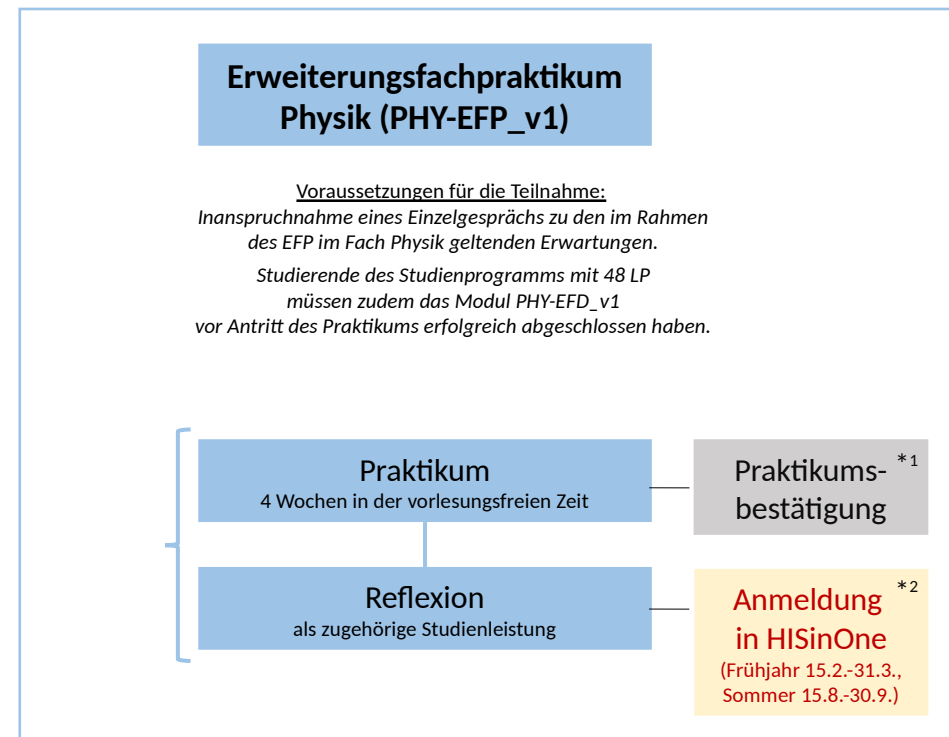 Erweiterungsfachpraktikum
Physik (PHY-EFP_v1)
Voraussetzungen für die Teilnahme:
Inanspruchnahme eines Einzelgesprächs zu den im Rahmen
des EFP im Fach Physik geltenden Erwartungen.
Studierende des Studienprogramms mit 48 LP
müssen zudem das Modul PHY-EFD_v1
vor Antritt des Praktikums erfolgreich abgeschlossen haben.
Praktikum
4 Wochen in der vorlesungsfreien Zeit
Praktikums- *1
bestätigung
Reflexion
als zugehörige Studienleistung
Anmeldung *2
in HISinOne
(Frühjahr 15.2.-31.3.,
Sommer 15.8.-30.9.)